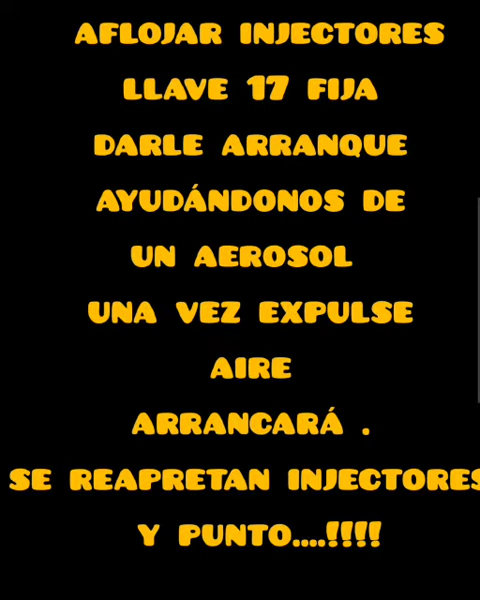 AFLOJAR INJECTORES
LLAVE 17 FIJA
DARLE ARRANQUE
AYUDÁNDONOS DE
UN AEROSOL
UNA VEZ EXPULSE
AIRE
ARRANCARÁ .
SE REAPRETAN INJECTORES
Y PUNTO....!!!!